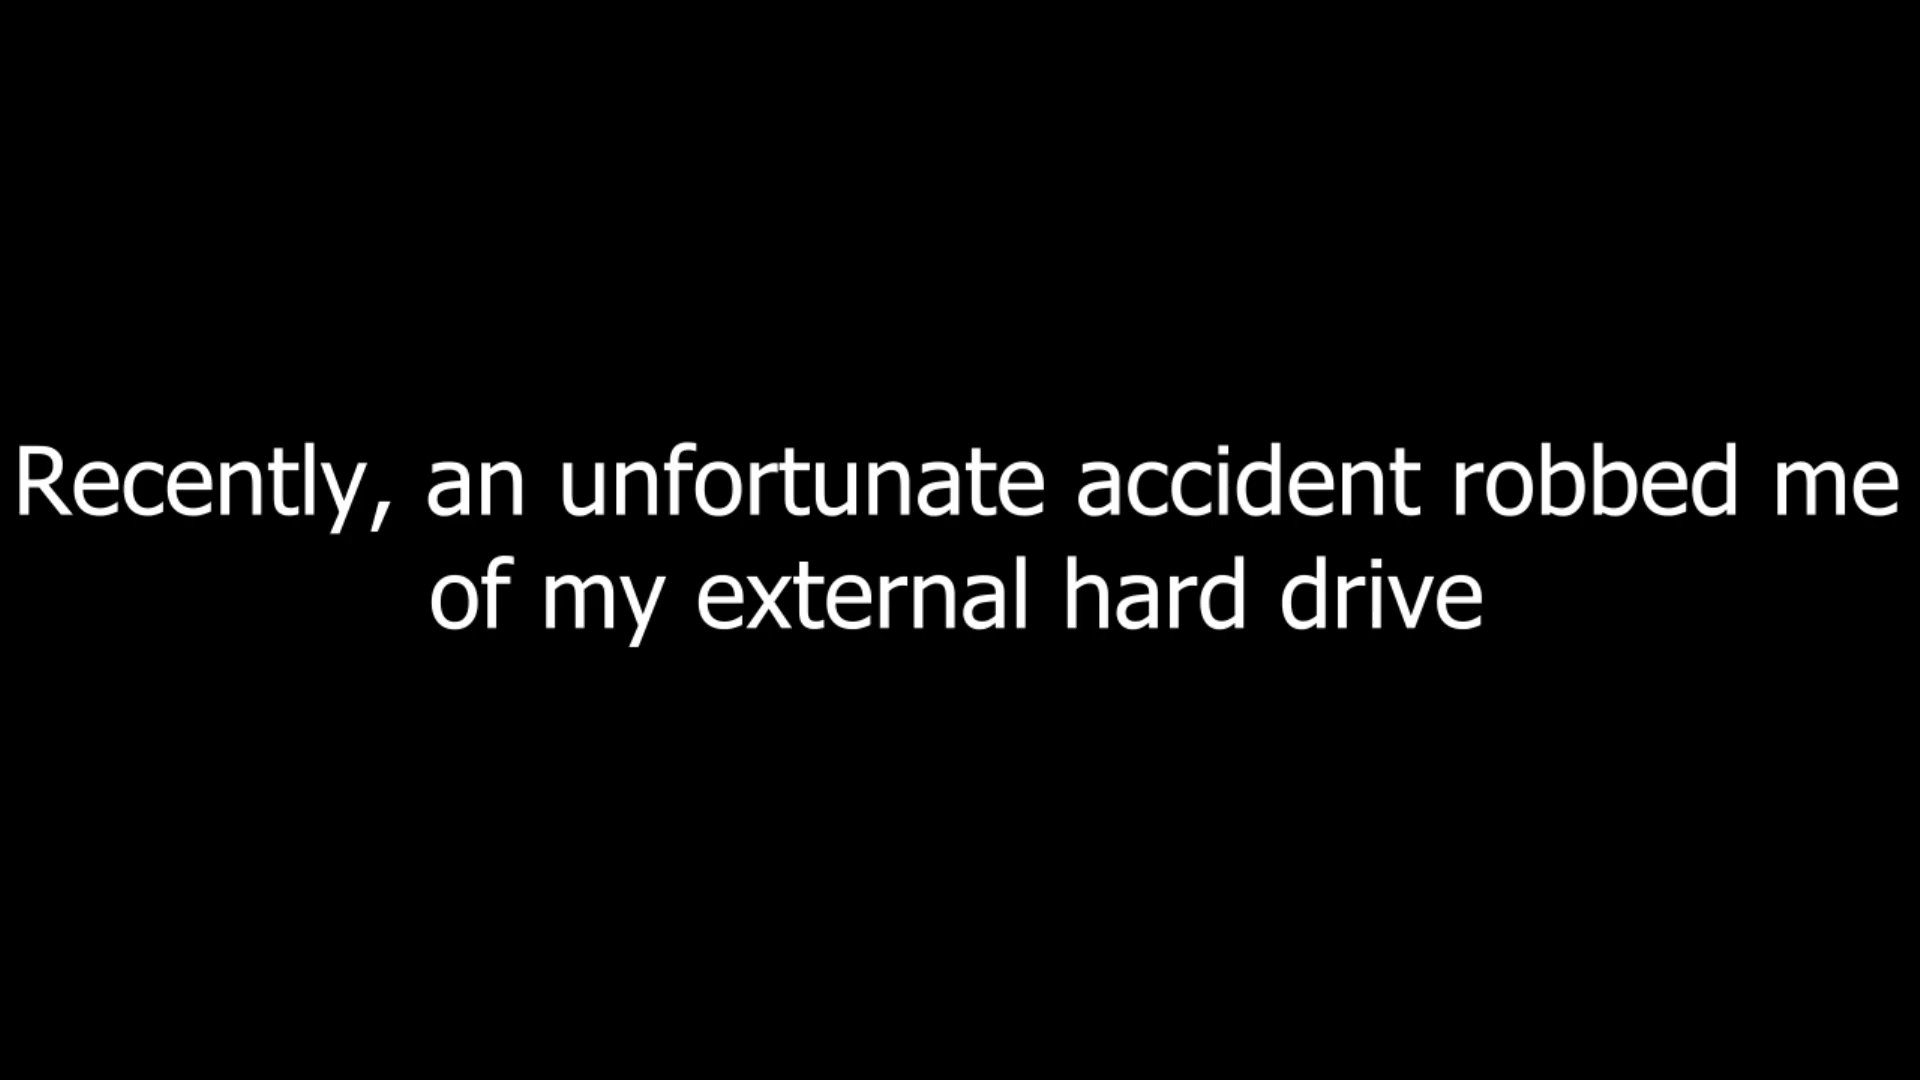 Recently, an unfortunate accident robbed me
of my external hard drive